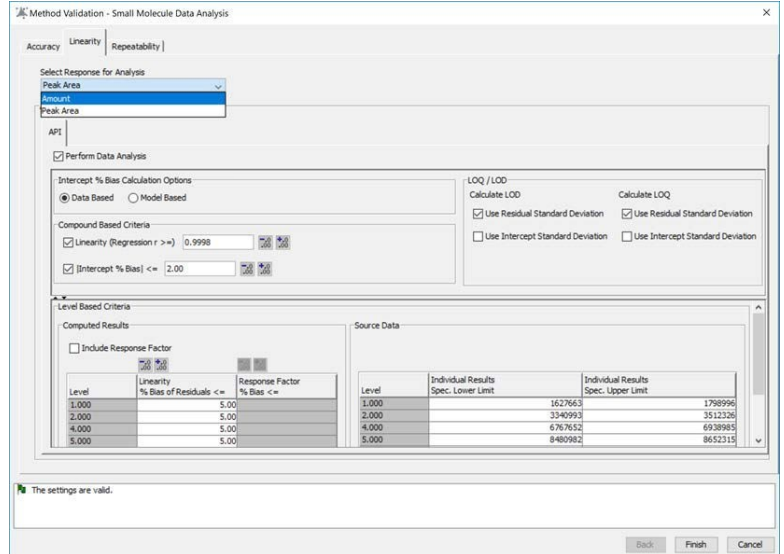 Method Validation - Small Molecule Data Analysis
Accuracy Linearity Repeatability
Select Response for Analysis
Peak Area
Amount
Peak Area
API
Perform Data Analysis
Intercept % Bias Calculation Options
Data Based Model Based
LOQ / LOD
Calculate LOD Calculate LOQ
Use Residual Standard Deviation Use Residual Standard Deviation
Use Intercept Standard Deviation Use Intercept Standard Deviation
Compound Based Criteria
Linearity (Regression r >=) 0.9998
|Intercept % Bias| <= 2.00
Level Based Criteria
Computed Results
Include Response Factor
Level Linearity % Bias of Residuals <= Response Factor % Bias <=
1.000 5.00
2.000 5.00
4.000 5.00
5.000 5.00
Source Data
Level Individual Results Spec. Lower Limit Individual Results Spec. Upper Limit
1.000 1627663 1798996
2.000 3340993 3512326
4.000 6767652 6938985
5.000 8480982 8652315
The settings are valid.
Back Finish Cancel